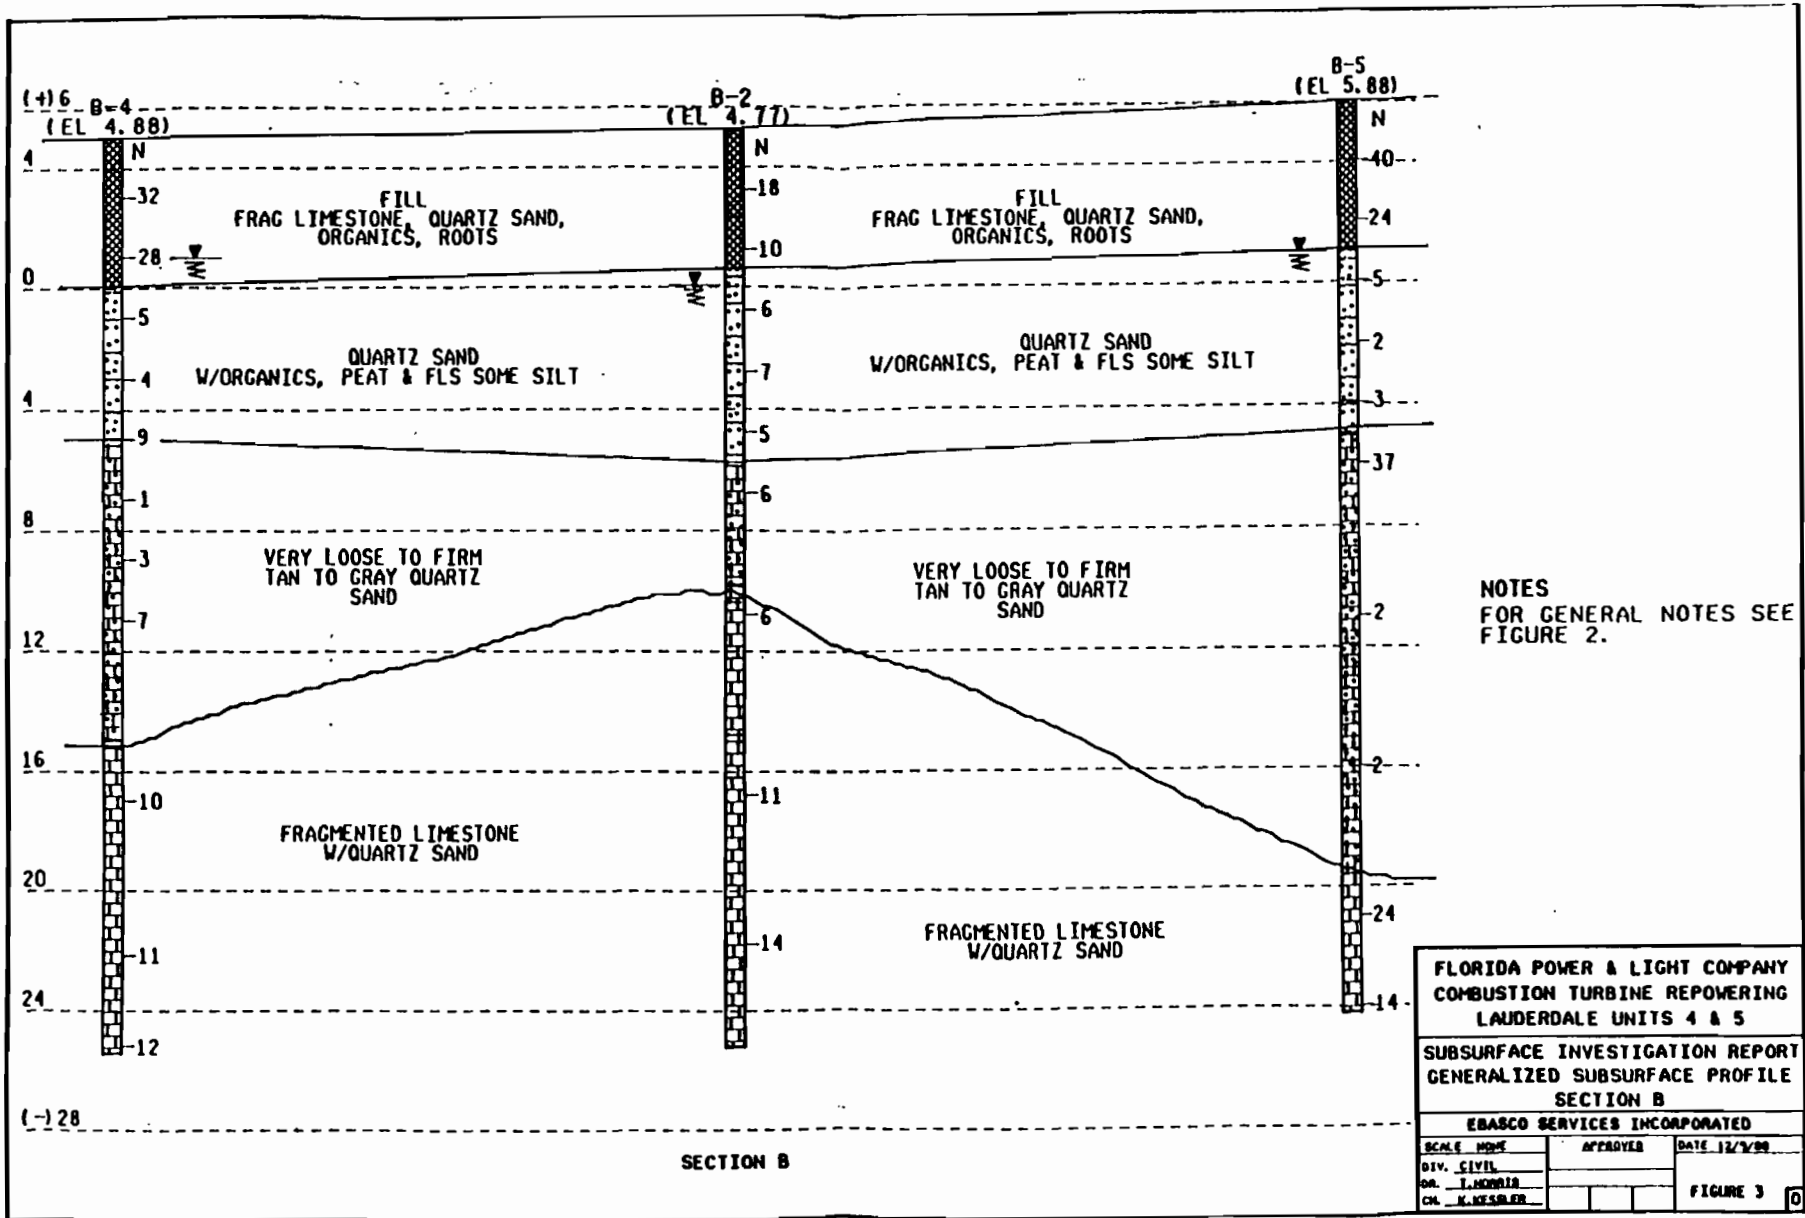 (+)6
B-4
(EL 4.88)
B-2
(EL 4.77)
B-5
(EL 5.88)
4
0
4
8
12
16
20
24
(-)28
N
32
28
5
4
9
1
3
7
10
11
12
N
18
10
6
7
5
6
6
11
14
N
40
24
5
2
3
37
2
2
24
14
FILL
FRAG LIMESTONE, QUARTZ SAND,
ORGANICS, ROOTS
FILL
FRAG LIMESTONE, QUARTZ SAND,
ORGANICS, ROOTS
W
W
W
QUARTZ SAND
W/ORGANICS, PEAT & FLS SOME SILT
QUARTZ SAND
W/ORGANICS, PEAT & FLS SOME SILT
VERY LOOSE TO FIRM
TAN TO GRAY QUARTZ
SAND
VERY LOOSE TO FIRM
TAN TO GRAY QUARTZ
SAND
FRAGMENTED LIMESTONE
W/QUARTZ SAND
FRAGMENTED LIMESTONE
W/QUARTZ SAND
SECTION B
NOTES
FOR GENERAL NOTES SEE
FIGURE 2.
FLORIDA POWER & LIGHT COMPANY
COMBUSTION TURBINE REPOWERING
LAUDERDALE UNITS 4 & 5
SUBSURFACE INVESTIGATION REPORT
GENERALIZED SUBSURFACE PROFILE
SECTION B
EBASCO SERVICES INCORPORATED
SCALE NONE
APPROVED
DATE
DIV. CIVIL
DR. T.MORRIS
CH. K.KESSLER
FIGURE 3
0